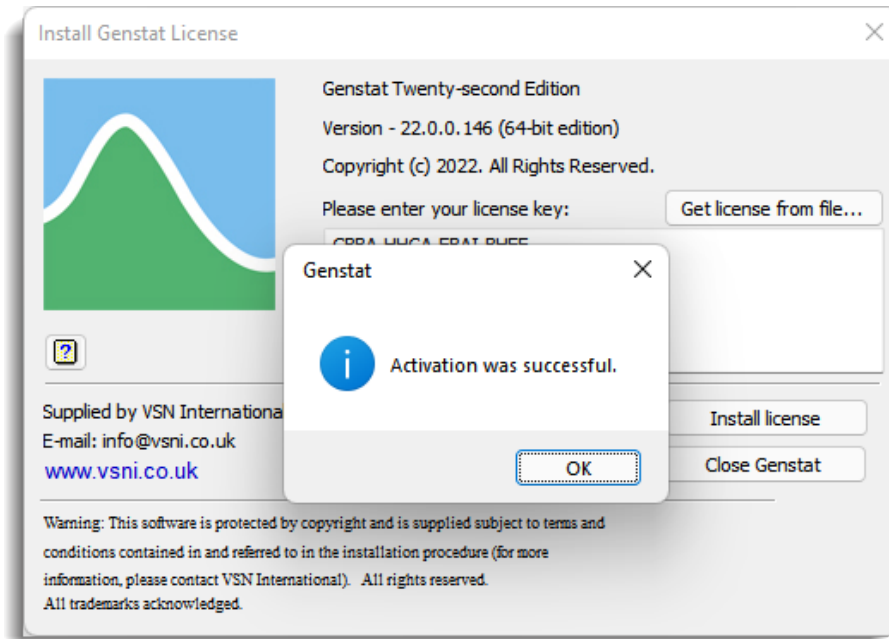 Install Genstat License
Genstat Twenty-second Edition
Version - 22.0.0.146 (64-bit edition)
Copyright (c) 2022. All Rights Reserved.
Please enter your license key:
Get license from file...
Genstat
Activation was successful.
OK
?
Supplied by VSN International
E-mail: info@vsni.co.uk
www.vsni.co.uk
Install license
Close Genstat
Warning: This software is protected by copyright and is supplied subject to terms and
conditions contained in and referred to in the installation procedure (for more
information, please contact VSN International). All rights reserved.
All trademarks acknowledged.